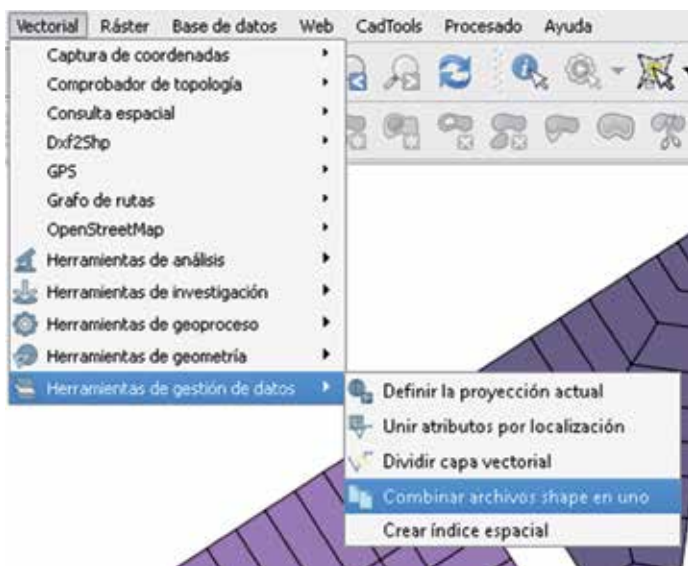 Vectorial Ráster Base de datos Web CadTools Procesado Ayuda
Captura de coordenadas
Comprobador de topología
Consulta espacial
Dxf2Shp
GPS
Grafo de rutas
OpenStreetMap
Herramientas de análisis
Herramientas de investigación
Herramientas de geoproceso
Herramientas de geometría
Herramientas de gestión de datos
Definir la proyección actual
Unir atributos por localización
Dividir capa vectorial
Combinar archivos shape en uno
Crear índice espacial